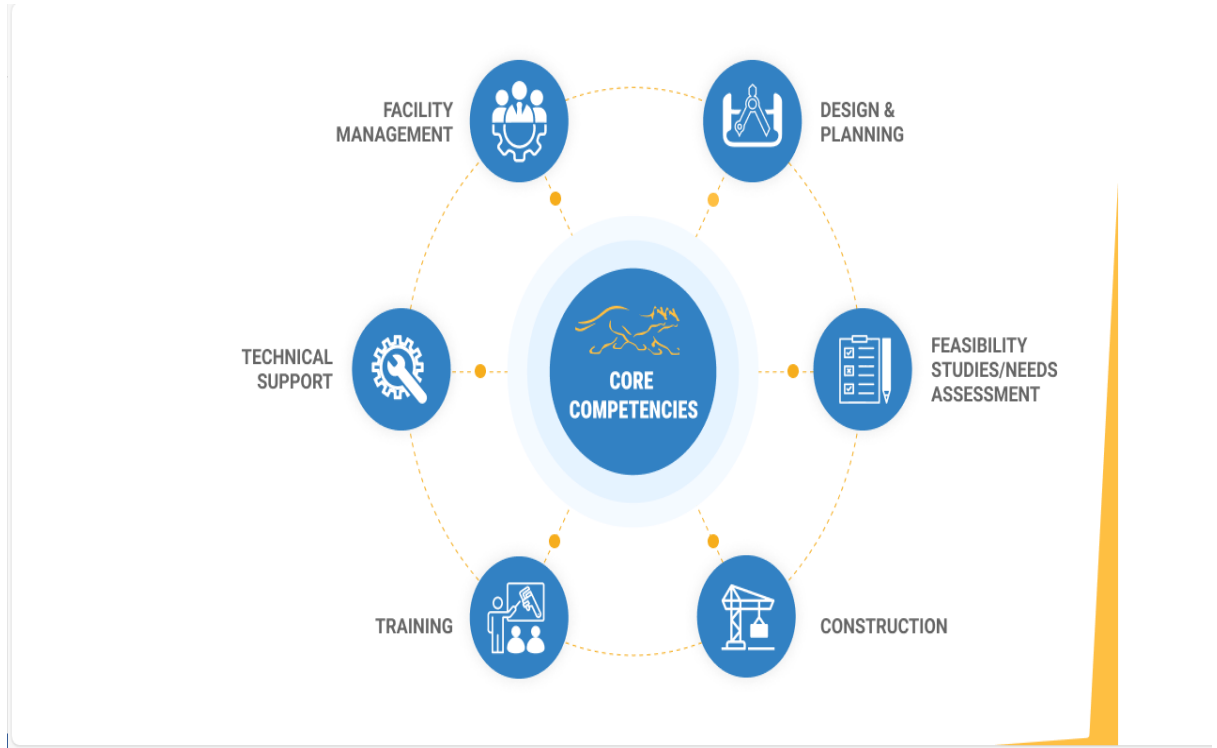 FACILITY
MANAGEMENT
DESIGN &
PLANNING
TECHNICAL
SUPPORT
CORE
COMPETENCIES
FEASIBILITY
STUDIES/NEEDS
ASSESSMENT
TRAINING
CONSTRUCTION